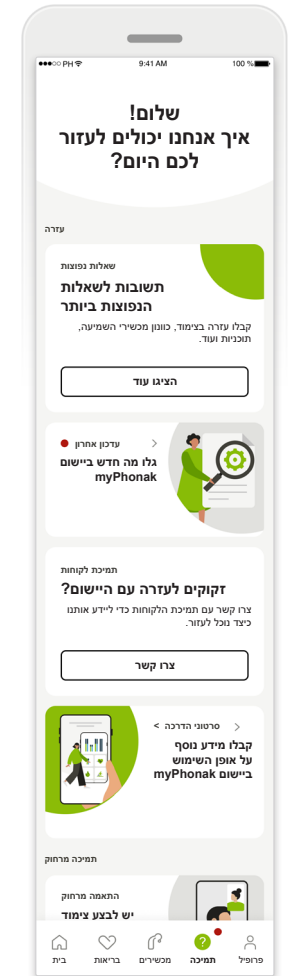 PH
9:41 AM
100 %
שלום!
איך אנחנו יכולים לעזור
לכם היום?
עזרה
שאלות נפוצות
תשובות לשאלות
הנפוצות ביותר
קבלו עזרה בצימוד, כוונון מכשירי השמיעה,
תוכניות ועוד.
הציגו עוד
עדכון אחרון
גלו מה חדש ביישום
myPhonak
תמיכת לקוחות
זקוקים לעזרה עם היישום?
צרו קשר עם תמיכת הלקוחות כדי ליידע אותנו
כיצד נוכל לעזור.
צרו קשר
סרטוני הדרכה >
קבלו מידע נוסף
על אופן השימוש
ביישום myPhonak
תמיכה מרחוק
התאמה מרחוק
יש לבצע צימוד
פרופיל
תמיכה
מכשירים
בריאות
בית